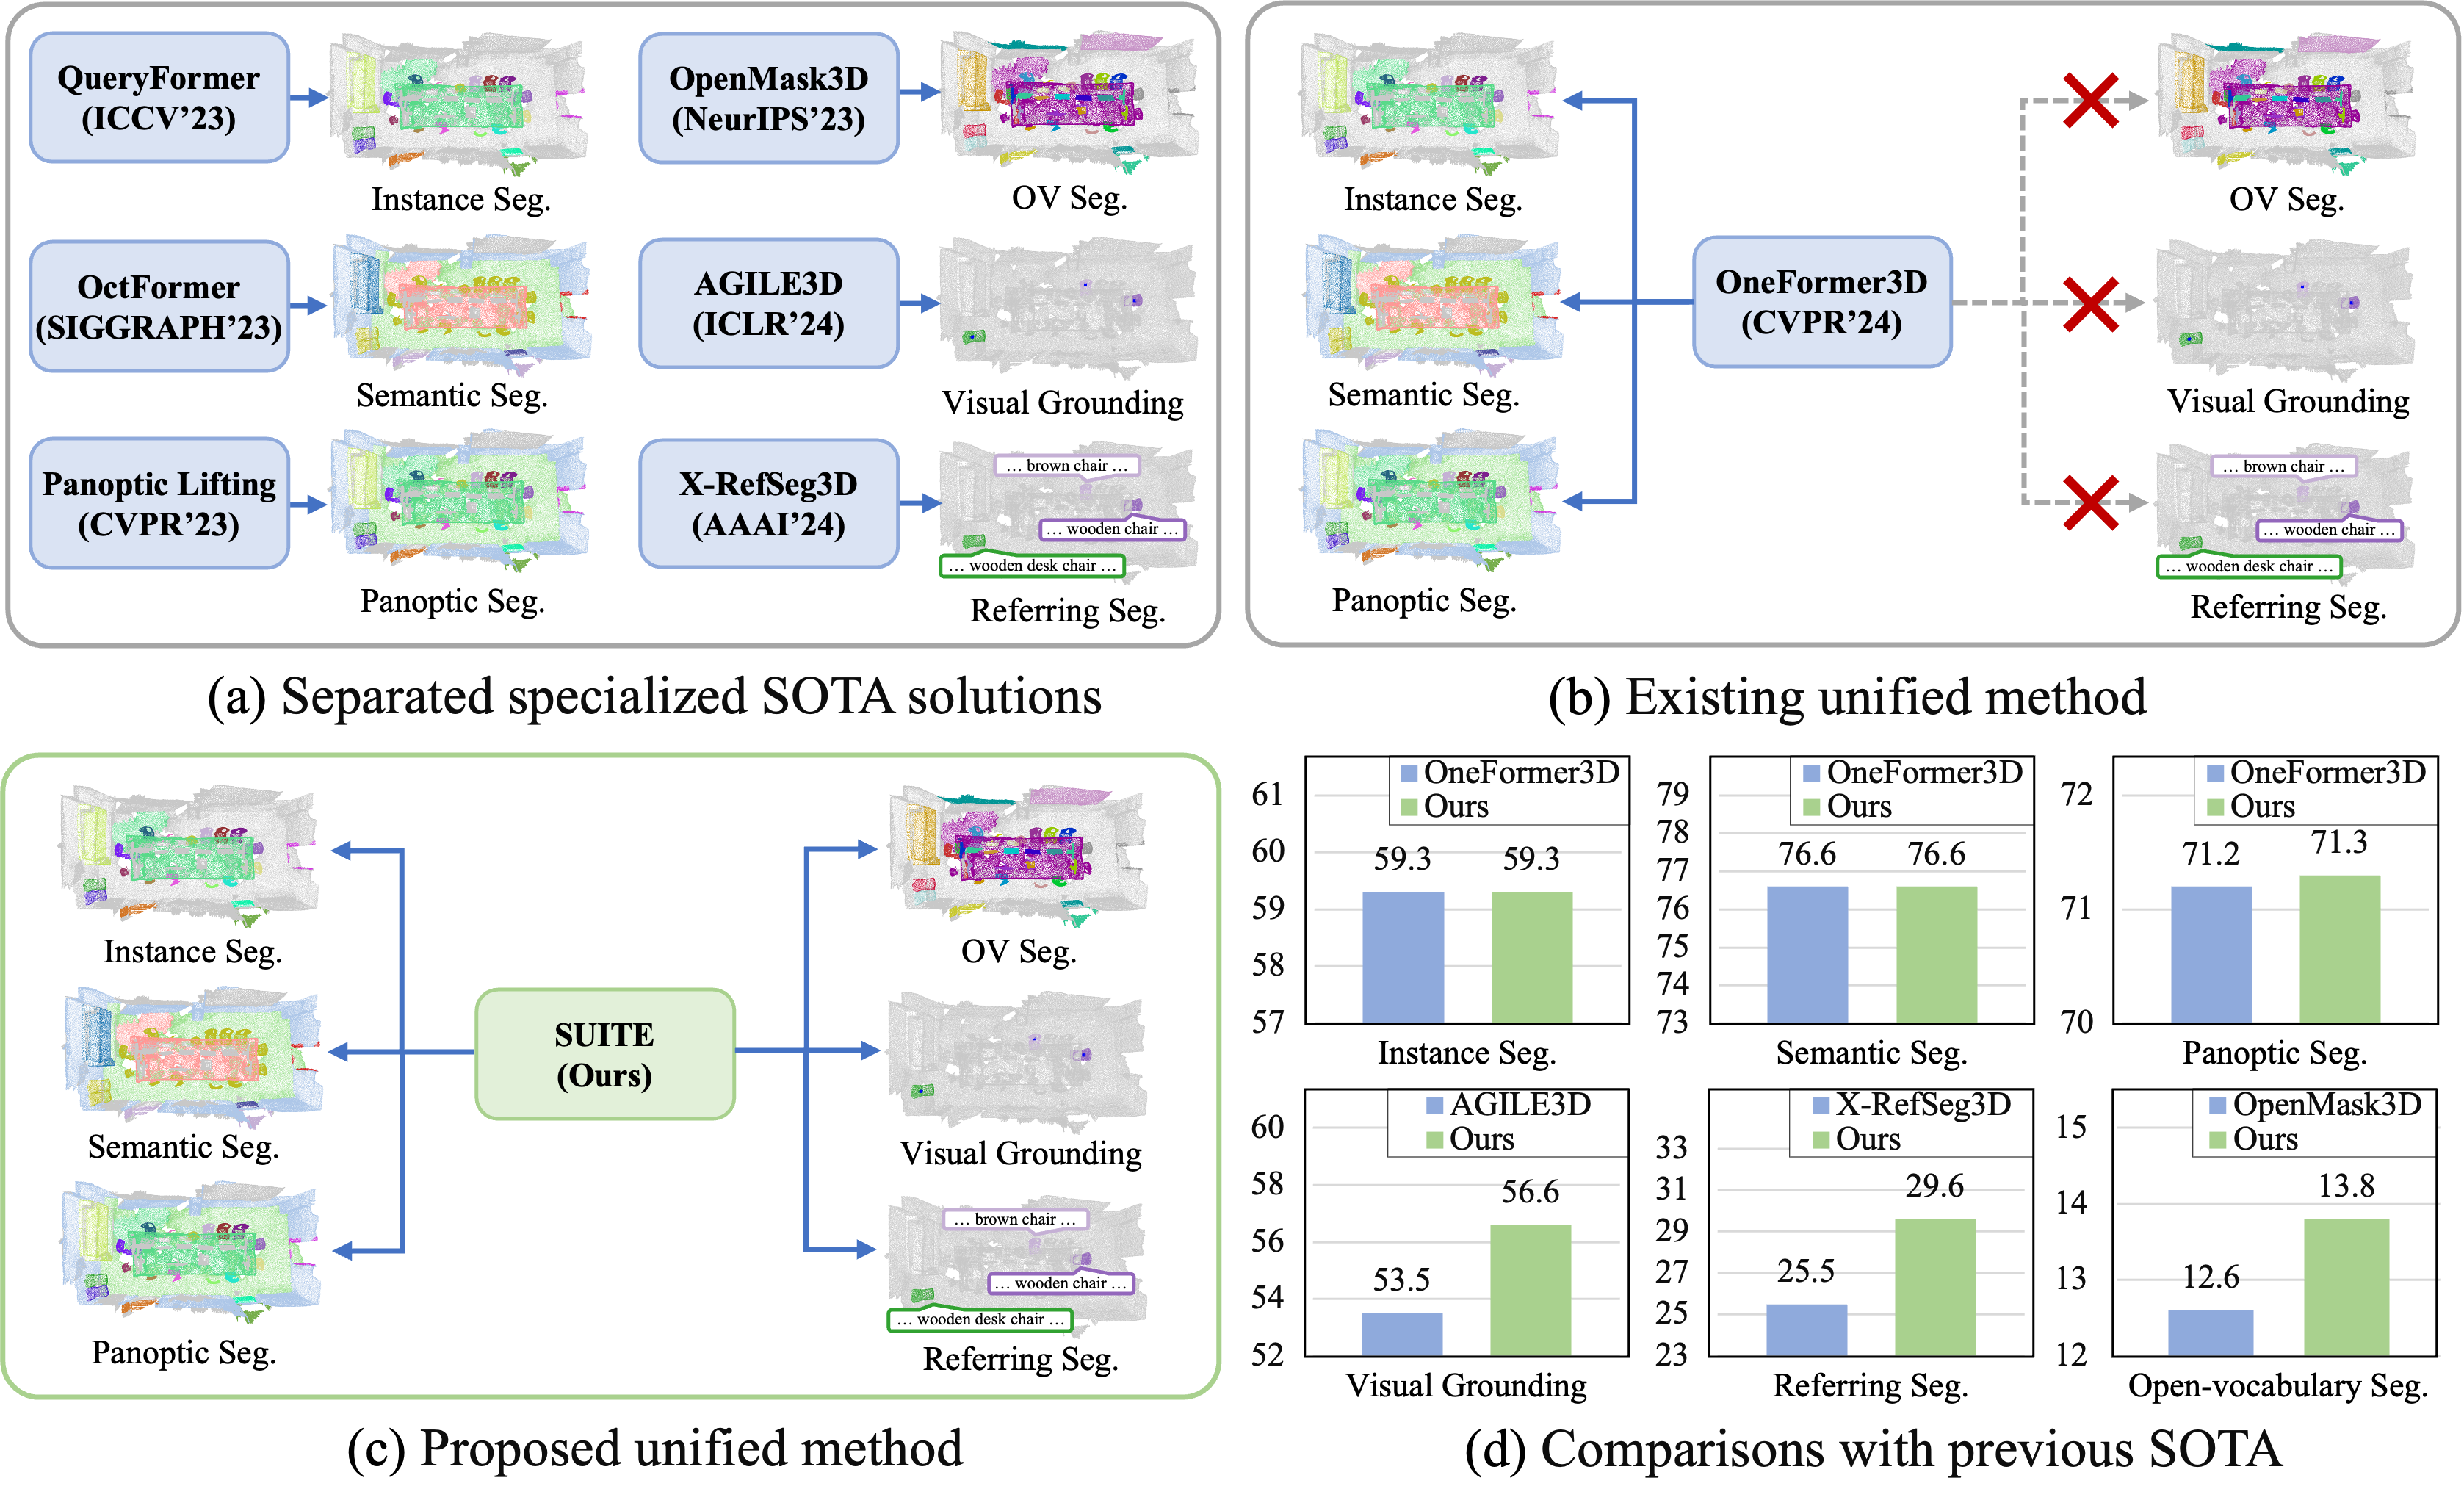 QueryFormer
(ICCV’23)
Instance Seg.
OpenMask3D
(NeurIPS’23)
OV Seg.
OctFormer
(SIGGRAPH’23)
Semantic Seg.
AGILE3D
(ICLR’24)
Visual Grounding
Panoptic Lifting
(CVPR’23)
Panoptic Seg.
X-RefSeg3D
(AAAI’24)
... brown chair ...
... wooden chair ...
... wooden desk chair ...
Referring Seg.
(a) Separated specialized SOTA solutions
Instance Seg.
Semantic Seg.
Panoptic Seg.
OneFormer3D
(CVPR’24)
OV Seg.
Visual Grounding
... brown chair ...
... wooden chair ...
... wooden desk chair ...
Referring Seg.
(b) Existing unified method
Instance Seg.
Semantic Seg.
Panoptic Seg.
SUITE
(Ours)
OV Seg.
Visual Grounding
... brown chair ...
... wooden chair ...
... wooden desk chair ...
Referring Seg.
(c) Proposed unified method
OneFormer3D
Ours
61
60
59
58
57
59.3
59.3
Instance Seg.
OneFormer3D
Ours
79
78
77
76
75
74
73
76.6
76.6
Semantic Seg.
OneFormer3D
Ours
72
71
70
71.2
71.3
Panoptic Seg.
AGILE3D
Ours
60
58
56
54
52
53.5
56.6
Visual Grounding
X-RefSeg3D
Ours
33
31
29
27
25
23
25.5
29.6
Referring Seg.
OpenMask3D
Ours
15
14
13
12
12.6
13.8
Open-vocabulary Seg.
(d) Comparisons with previous SOTA